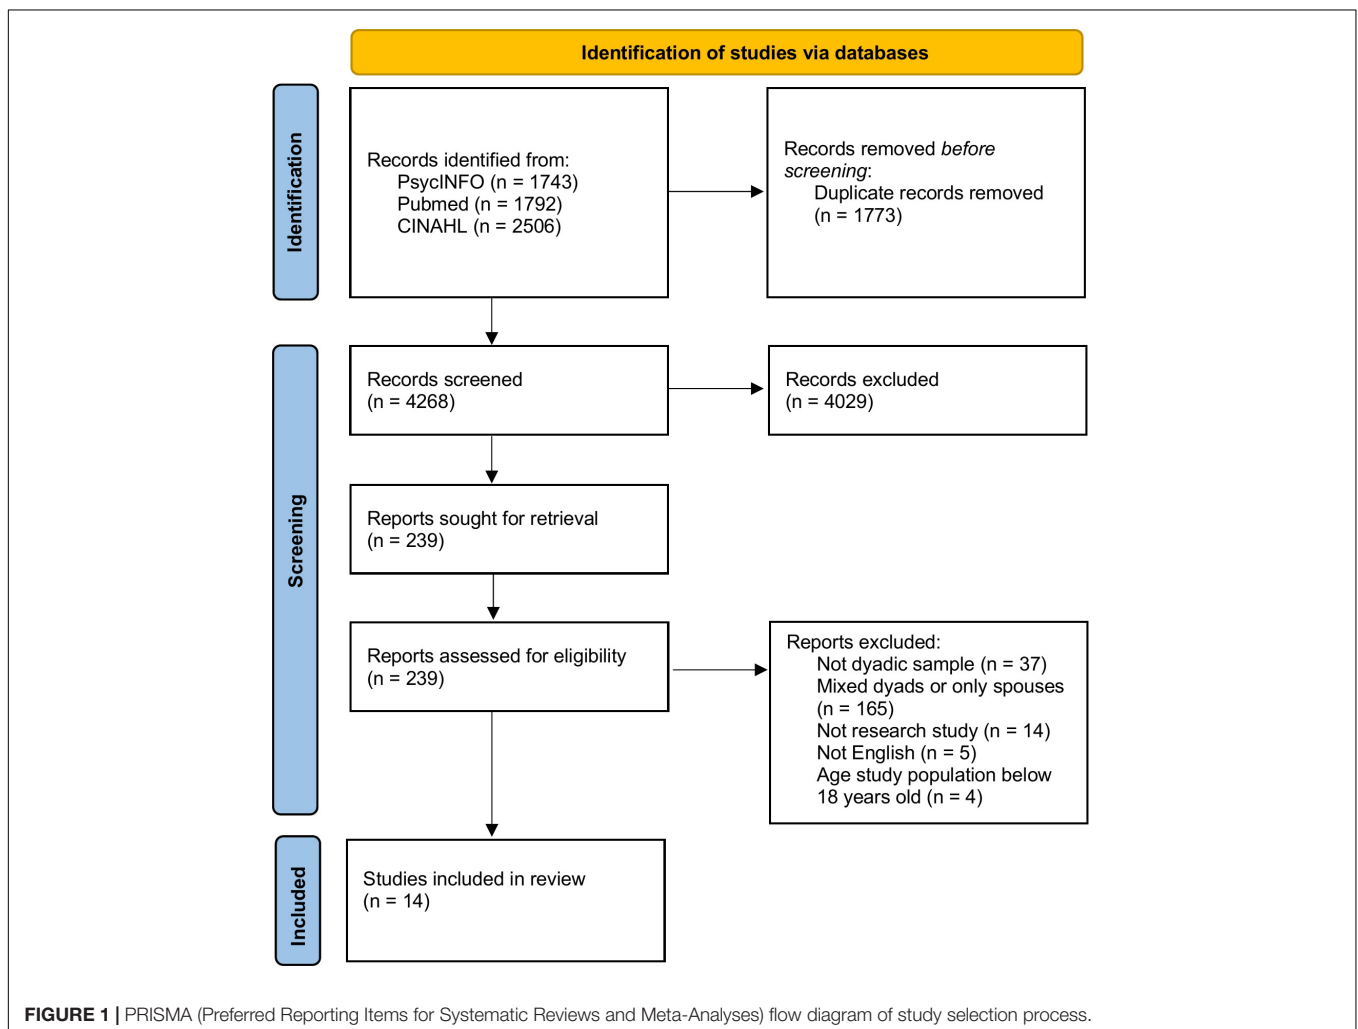 Identification of studies via databases
Identification
Records identified from:
PsycINFO (n = 1743)
Pubmed (n = 1792)
CINAHL (n = 2506)
Records removed before
screening:
Duplicate records removed
(n = 1773)
Screening
Records screened
(n = 4268)
Records excluded
(n = 4029)
Reports sought for retrieval
(n = 239)
Reports assessed for eligibility
(n = 239)
Reports excluded:
Not dyadic sample (n = 37)
Mixed dyads or only spouses
(n = 165)
Not research study (n = 14)
Not English (n = 5)
Age study population below
18 years old (n = 4)
Included
Studies included in review
(n = 14)
FIGURE 1 | PRISMA (Preferred Reporting Items for Systematic Reviews and Meta-Analyses) flow diagram of study selection process.